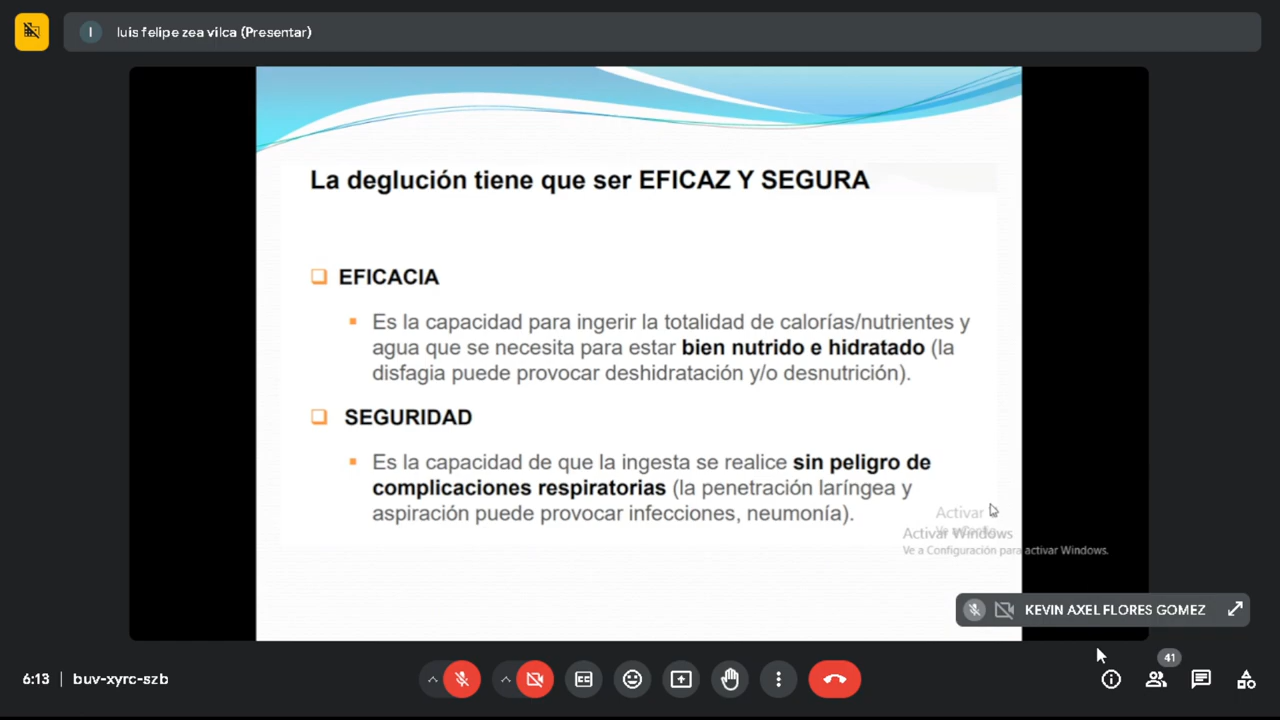 I
luis felipe zea vilca (Presentar)
La deglución tiene que ser EFICAZ Y SEGURA
EFICACIA
Es la capacidad para ingerir la totalidad de calorías/nutrientes y
agua que se necesita para estar bien nutrido e hidratado (la
disfagia puede provocar deshidratación y/o desnutrición).
SEGURIDAD
Es la capacidad de que la ingesta se realice sin peligro de
complicaciones respiratorias (la penetración laríngea y
aspiración puede provocar infecciones, neumonía).
Activar
Activar Windows
Ve a Configuración para activar Windows.
KEVIN AXEL FLORES GOMEZ
41
6:13 | buv-xyrc-szb